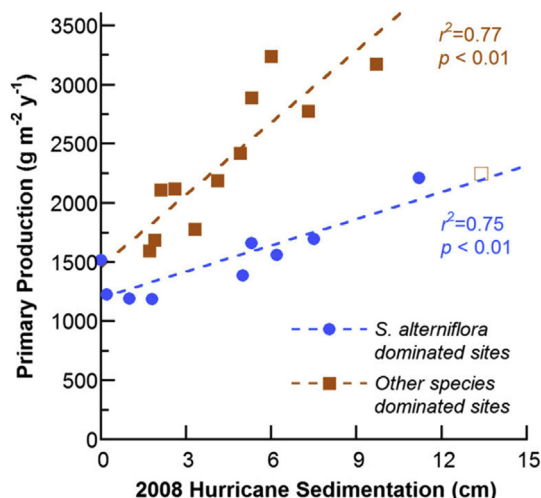 r²=0.77
p < 0.01
3500
3000
2500
2000
1500
1000
750
500
250
0
Primary Production (g m⁻² y⁻¹)
r²=0.75
p < 0.01
S. alterniflora
dominated sites
Other species
dominated sites
0 3 6 9 12 15
2008 Hurricane Sedimentation (cm)